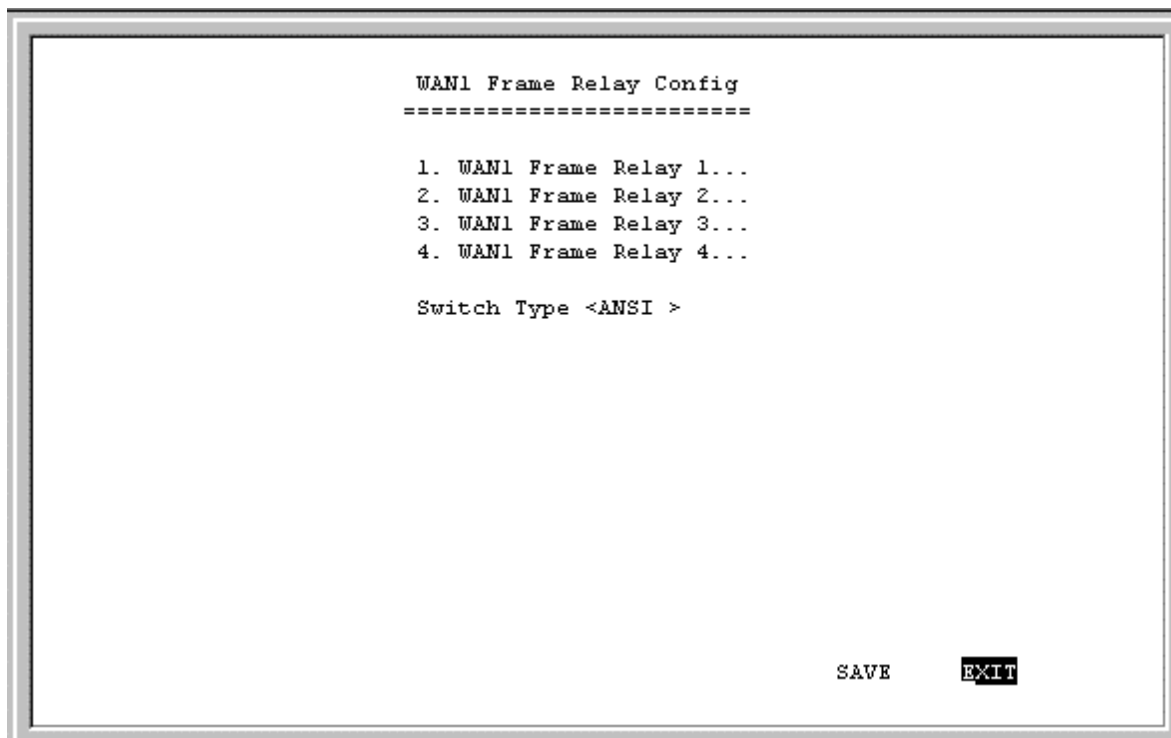 WAN1 Frame Relay Config
=========================
1. WAN1 Frame Relay 1...
2. WAN1 Frame Relay 2...
3. WAN1 Frame Relay 3...
4. WAN1 Frame Relay 4...
Switch Type <ANSI >
SAVE EXIT